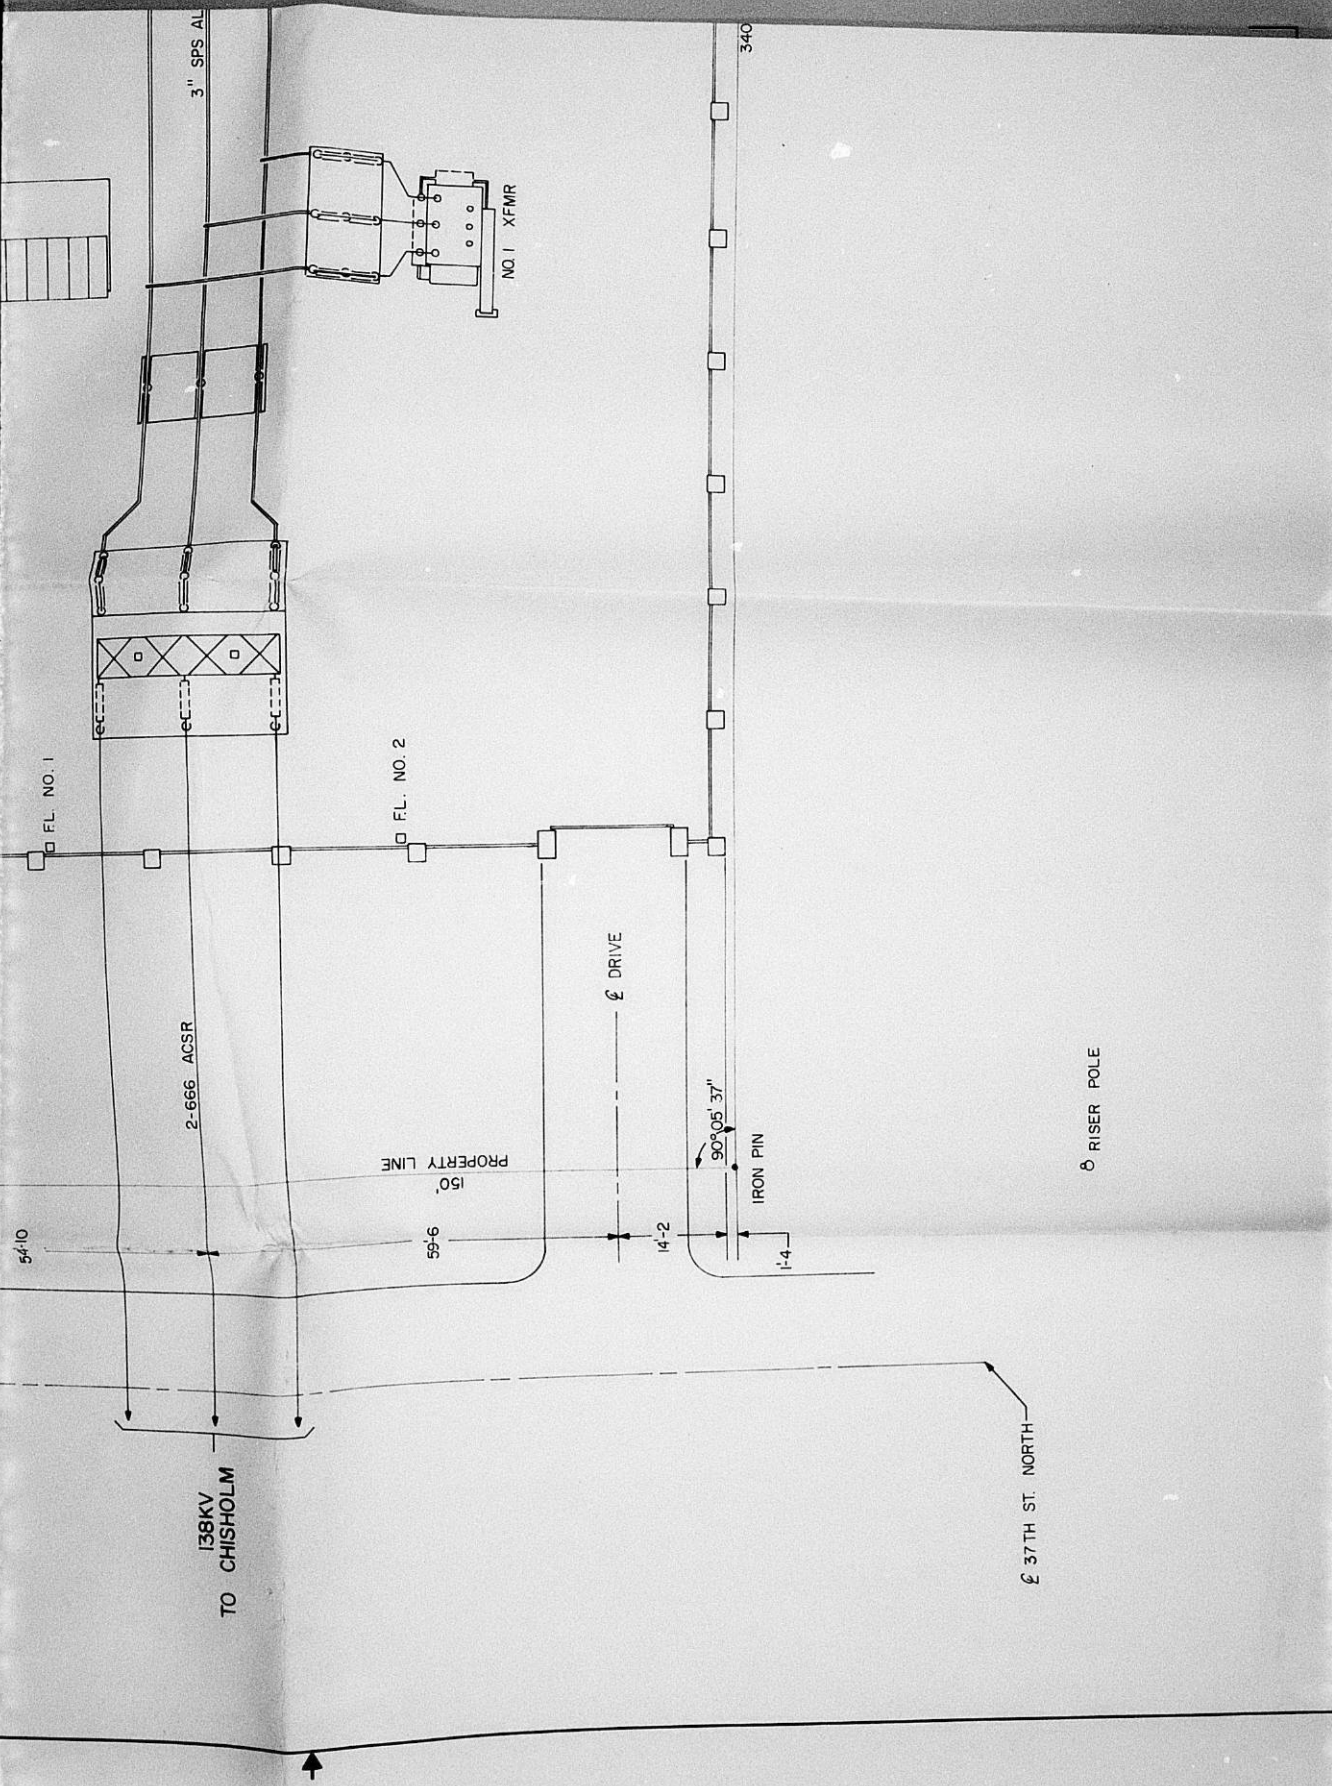 3" SPS AL
340
NO. 1 XFMR
F.L. NO. 1
F.L. NO. 2
℄ DRIVE
2-666 ACSR
90° 05' 37"
IRON PIN
8 RISER POLE
PROPERTY LINE
150'
54'-10
59'-6
14'-2
1'-4
138KV
TO CHISHOLM
℄ 37TH ST. NORTH